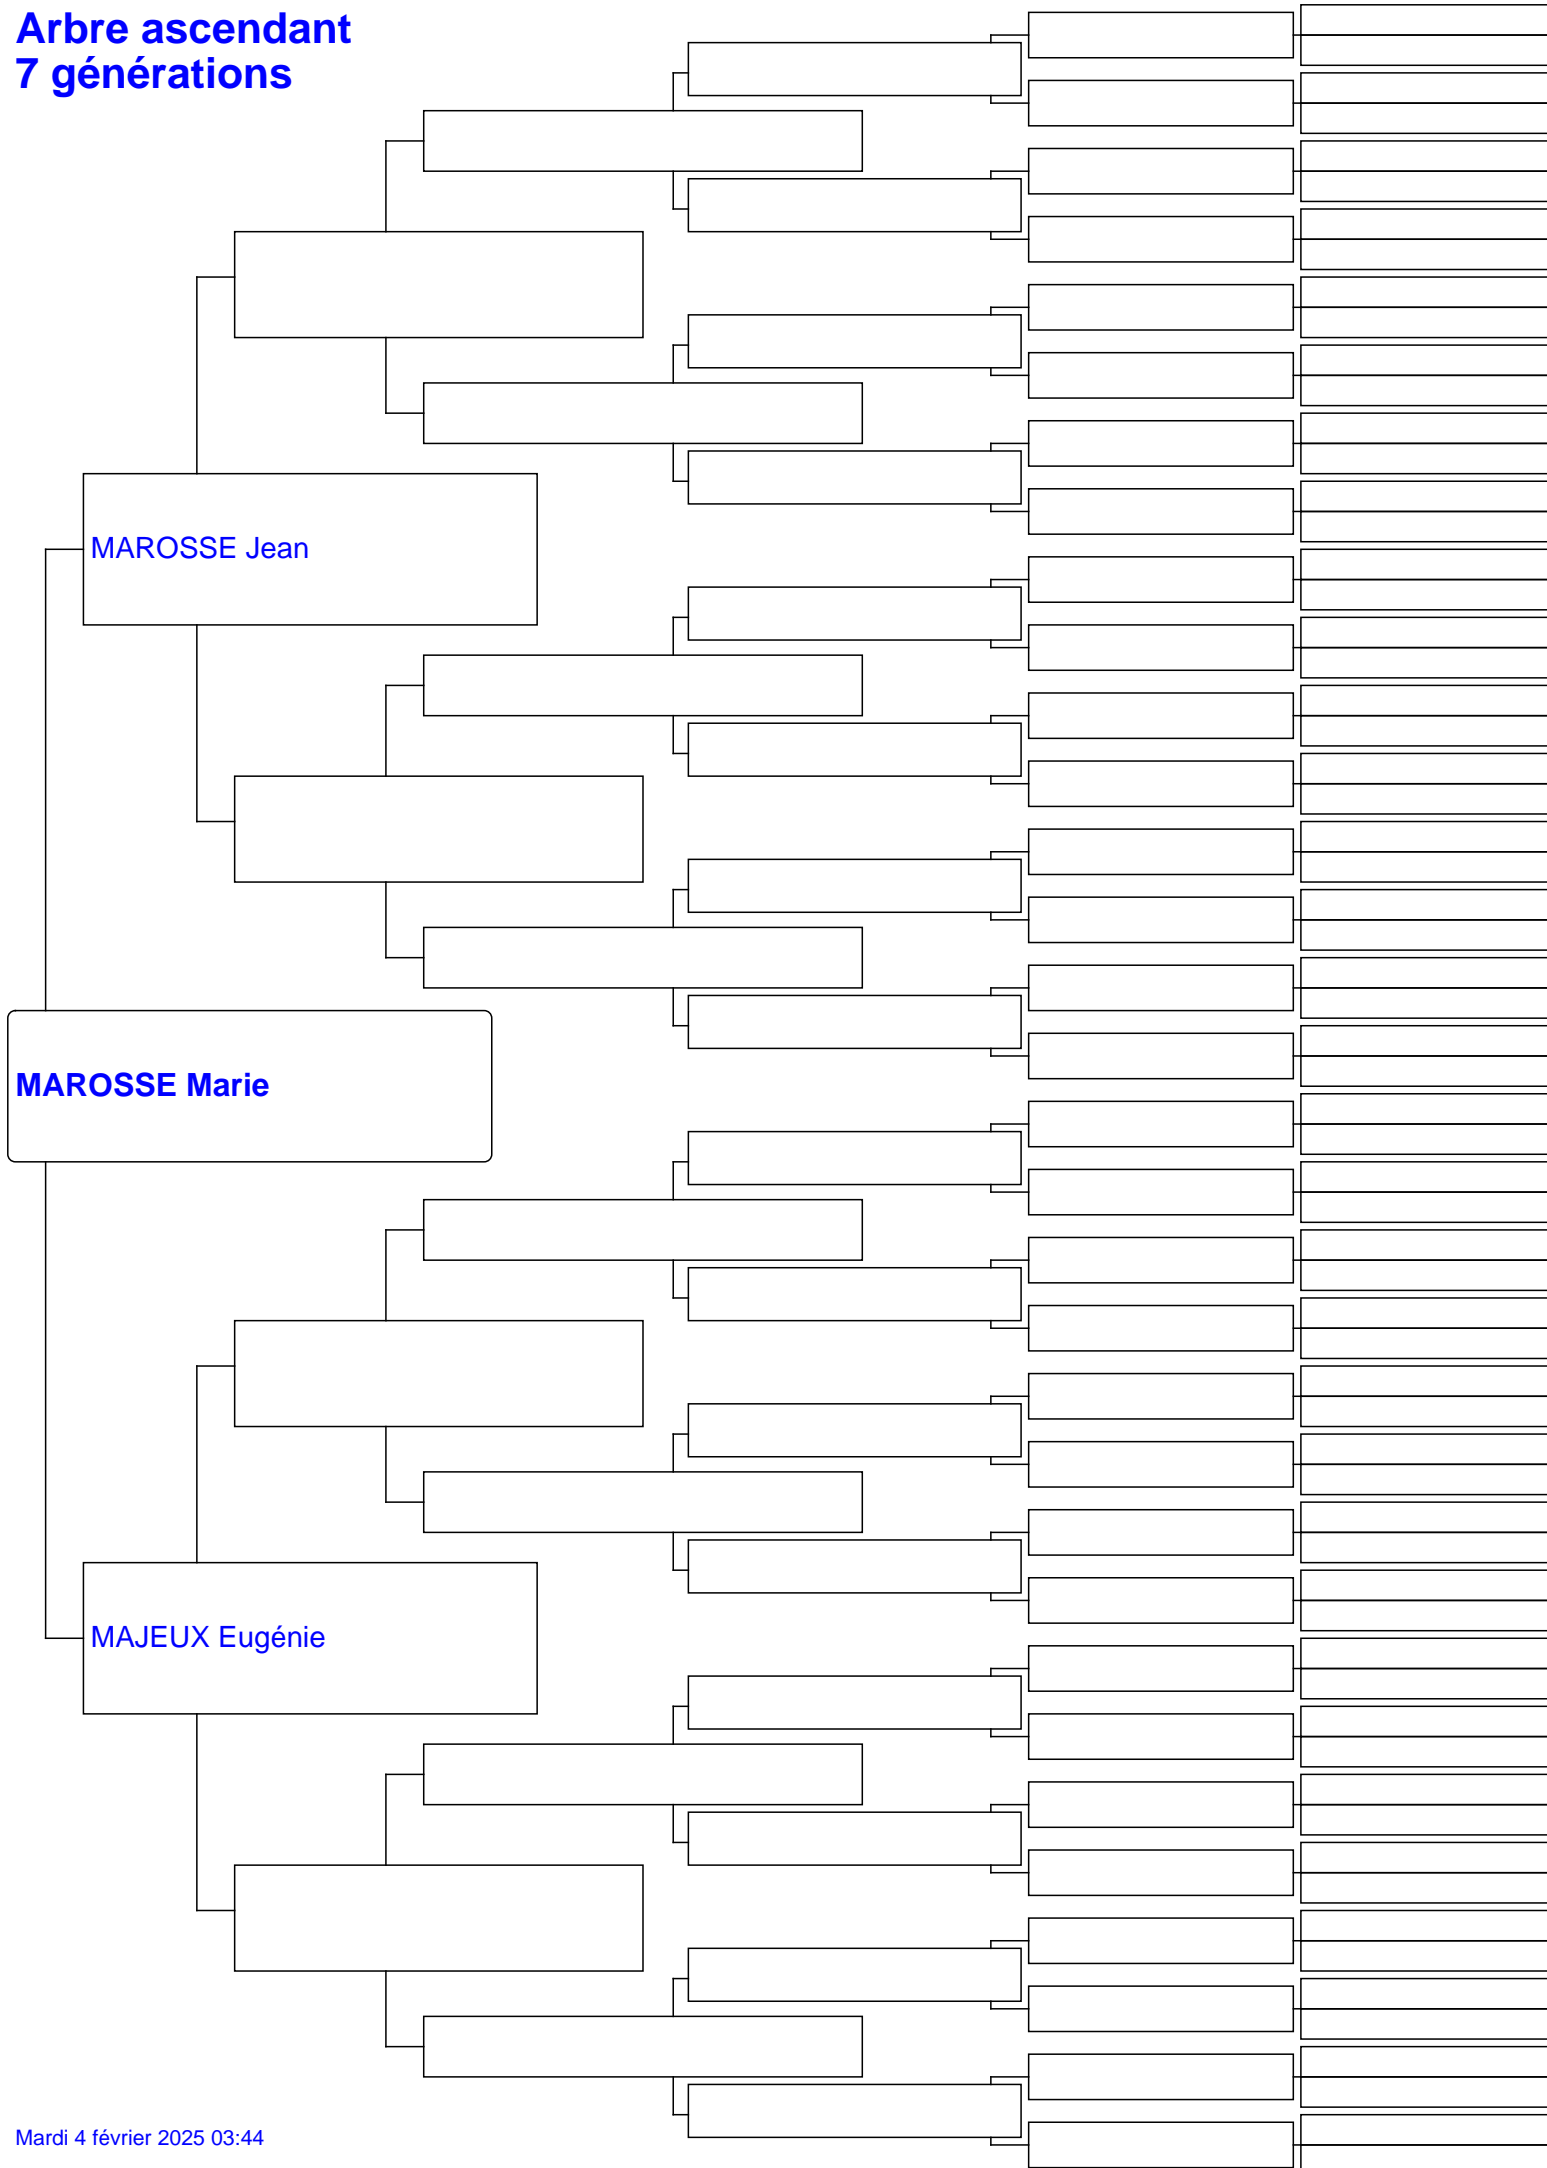 Arbre ascendant
7 générations
MAROSSE Jean
MAROSSE Marie
MAJEUX Eugénie
Mardi 4 février 2025 03:44